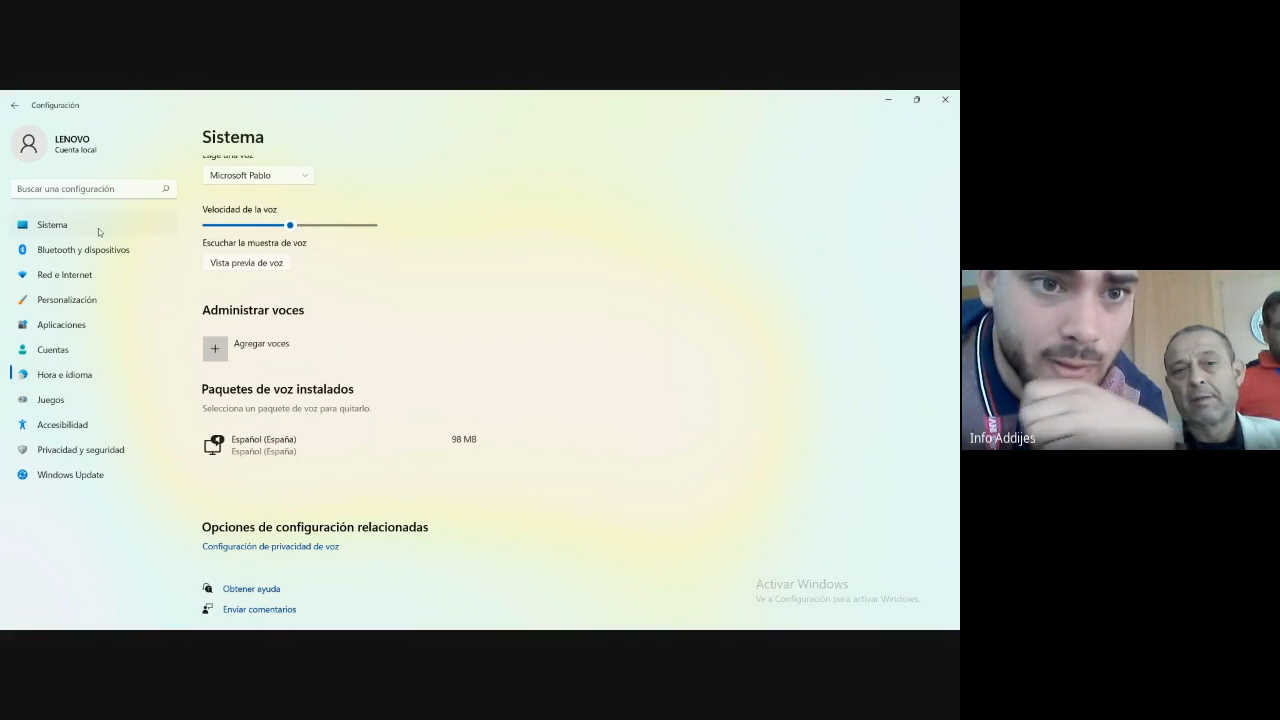 Configuración
LENOVO
Cuenta local
Buscar una configuración
Sistema
Bluetooth y dispositivos
Red e Internet
Personalización
Aplicaciones
Cuentas
Hora e idioma
Juegos
Accesibilidad
Privacidad y seguridad
Windows Update
Sistema
Elige una voz
Microsoft Pablo
Velocidad de la voz
Escuchar la muestra de voz
Vista previa de voz
Administrar voces
Agregar voces
Paquetes de voz instalados
Selecciona un paquete de voz para quitarlo.
Español (España) 98 MB
Español (España)
Opciones de configuración relacionadas
Configuración de privacidad de voz
Obtener ayuda
Enviar comentarios
Activar Windows
Ve a Configuración para activar Windows.
Info Addijes